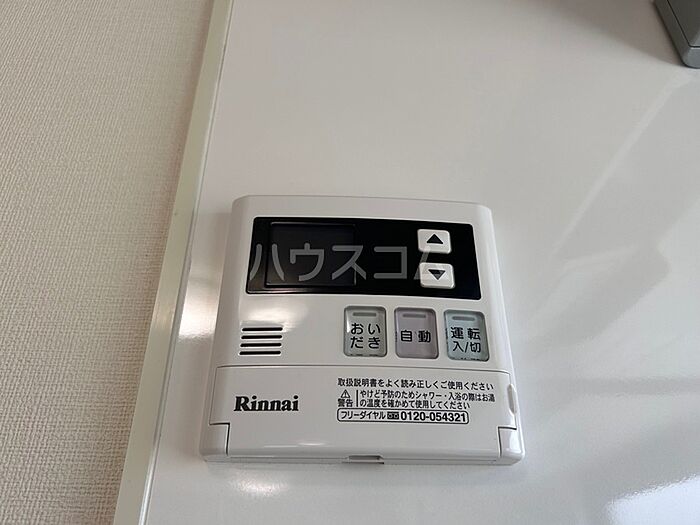 ハウスコム
▲
▼
おい
だき
自動
運転
入/切
取扱説明書をよく読み正しくご使用ください
⚠警告
やけど予防のためシャワー・入浴の際はお湯
の温度を確かめて使用してください
Rinnai
フリーダイヤル 0120-054321